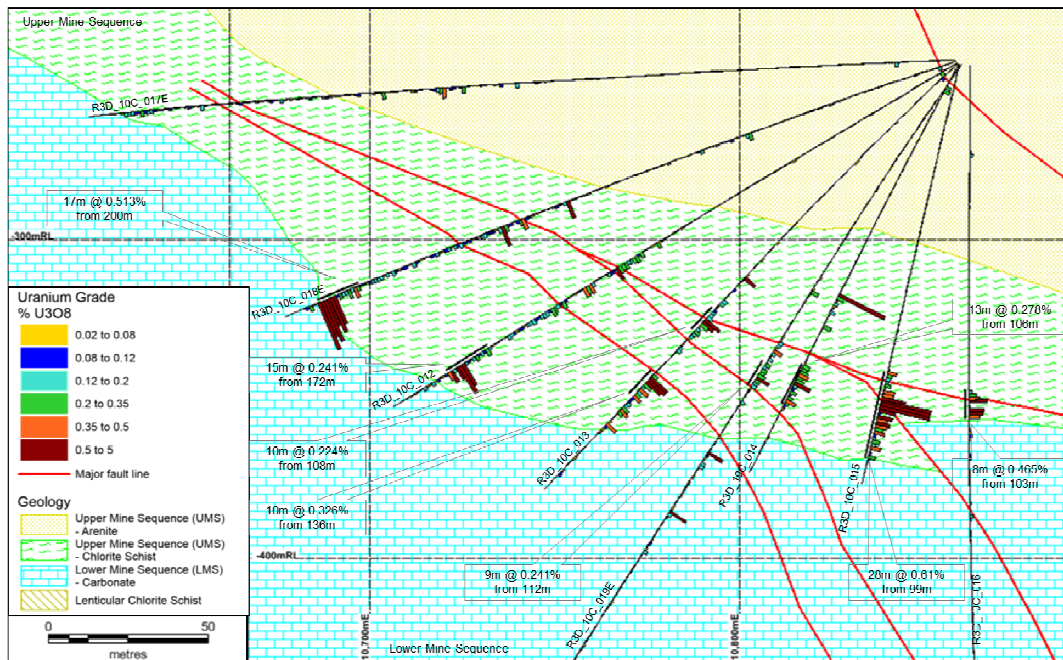 Upper Mine Sequence
R3D_10C_017E
17m @ 0.513%
from 200m
-300mRL
R3D_10C_018E
Uranium Grade
% U3O8
0.02 to 0.08
0.08 to 0.12
0.12 to 0.2
0.2 to 0.35
0.35 to 0.5
0.5 to 5
Major fault line
Geology
Upper Mine Sequence (UMS)
- Arenite
Upper Mine Sequence (UMS)
- Chlorite Schist
Lower Mine Sequence (LMS)
- Carbonate
Lenticular Chlorite Schist
0 50
metres
13m @ 0.278%
from 106m
15m @ 0.241%
from 172m
R3D_10C_012
10m @ 0.224%
from 108m
R3D_10C_013
R3D_10C_014
R3D_10C_015
8m @ 0.465%
from 103m
10m @ 0.326%
from 136m
-400mRL
9m @ 0.241%
from 112m
28m @ 0.61%
from 99m
R3D_10C_019E
R3D_10C_016
10,700mE
10,800mE
Lower Mine Sequence